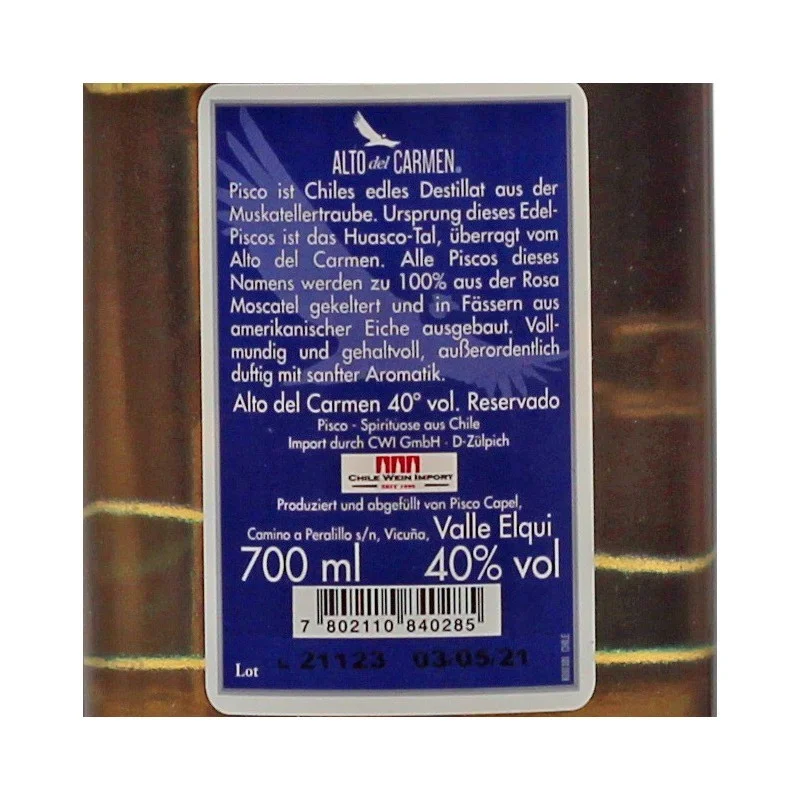 ALTO del CARMEN®
Pisco ist Chiles edles Destillat aus der
Muskatellertraube. Ursprung dieses Edel-
Piscos ist das Huasco-Tal, überragt vom
Alto del Carmen. Alle Piscos dieses
Namens werden zu 100% aus der Rosa
Moscatel gekeltert und in Fässern aus
amerikanischer Eiche ausgebaut. Voll-
mundig und gehaltvoll, außerordentlich
duftig mit sanfter Aromatik.
Alto del Carmen 40° vol. Reservado
Pisco - Spirituose aus Chile
Import durch CWI GmbH - D-Zülpich
CHILE WEIN IMPORT
SEIT 1999
Produziert und abgefüllt von Pisco Capel,
Camino a Peralillo s/n, Vicuña, Valle Elqui
700 ml 40% vol
7 802110 840285
Lot L 21123 03/05/21
CHILE